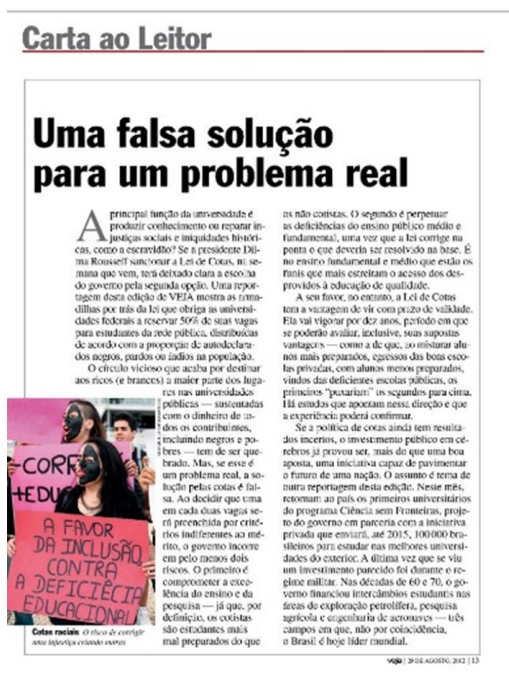 Carta ao Leitor
Uma falsa solução
para um problema real
A principal função da universidade é
produzir conhecimento ou reparar in-
justiças sociais e iniquidades históri-
cas, como a escravidão? Se a presidente Dil-
ma Rousseff sancionar a Lei de Cotas, na se-
mana que vem, terá deixado clara a escolha
do governo pela segunda opção. Uma repor-
tagem desta edição de VEJA mostra as arma-
dilhas por trás da lei que obriga as universi-
dades federais a reservar 50% de suas vagas
para estudantes da rede pública, distribuídas
de acordo com a proporção de autodeclara-
dos negros, pardos ou índios na população.
O círculo vicioso que acaba por destinar
aos ricos (e brancos) a maior parte dos luga-
res nas universidades
públicas — sustentadas
com o dinheiro de to-
dos os contribuintes,
incluindo negros e po-
bres — tem de ser que-
brado. Mas, se esse é
um problema real, a so-
lução pelas cotas é fal-
sa. Ao decidir que uma
em cada duas vagas se-
rá preenchida por crité-
rios indiferentes ao mé-
rito, o governo incorre
em pelo menos dois
riscos. O primeiro é
comprometer a exce-
lência do ensino e da
pesquisa — já que, por
definição, os cotistas
são estudantes mais
mal preparados do que
os não cotistas. O segundo é perpetuar
as deficiências do ensino público médio e
fundamental, uma vez que a lei corrige na
ponta o que deveria ser resolvido na base. É
no ensino fundamental e médio que estão os
funis que mais estreitam o acesso dos des-
providos à educação de qualidade.
A seu favor, no entanto, a Lei de Cotas
tem a vantagem de vir com prazo de validade.
Ela vai vigorar por dez anos, período em que
se poderão avaliar, inclusive, suas supostas
vantagens — como a de que, ao misturar alu-
nos mais preparados, egressos das boas esco-
las privadas, com alunos menos preparados,
vindos das deficientes escolas públicas, os
primeiros "puxariam" os segundos para cima.
Há estudos que apontam nessa direção e que
a experiência poderá confirmar.
Se a política de cotas ainda tem resulta-
dos incertos, o investimento público em cé-
rebros já provou ser, mais do que uma boa
aposta, uma iniciativa capaz de pavimentar
o futuro de uma nação. O assunto é tema de
outra reportagem desta edição. Neste mês,
retornam ao país os primeiros universitários
do programa Ciência sem Fronteiras, proje-
to do governo em parceria com a iniciativa
privada que enviará, até 2015, 100 000 bra-
sileiros para estudar nas melhores universi-
dades do exterior. A última vez que se viu
um investimento parecido foi durante o re-
gime militar. Nas décadas de 60 e 70, o go-
verno financiou intercâmbios estudantis nas
áreas de exploração petrolífera, pesquisa
agrícola e engenharia de aeronaves — três
campos em que, não por coincidência,
o Brasil é hoje líder mundial.
-CORR
+EDU
A FAVOR
DA INCLUSÃO
CONTRA
A DEFICIÊCIA
EDUCACIONAL
Cotas raciais O risco de corrigir
uma injustiça criando outras
veja | 29 DE AGOSTO, 2012 | 13